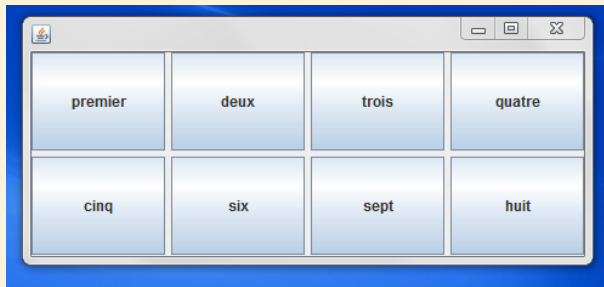 premier deux trois quatre
cinq six sept huit